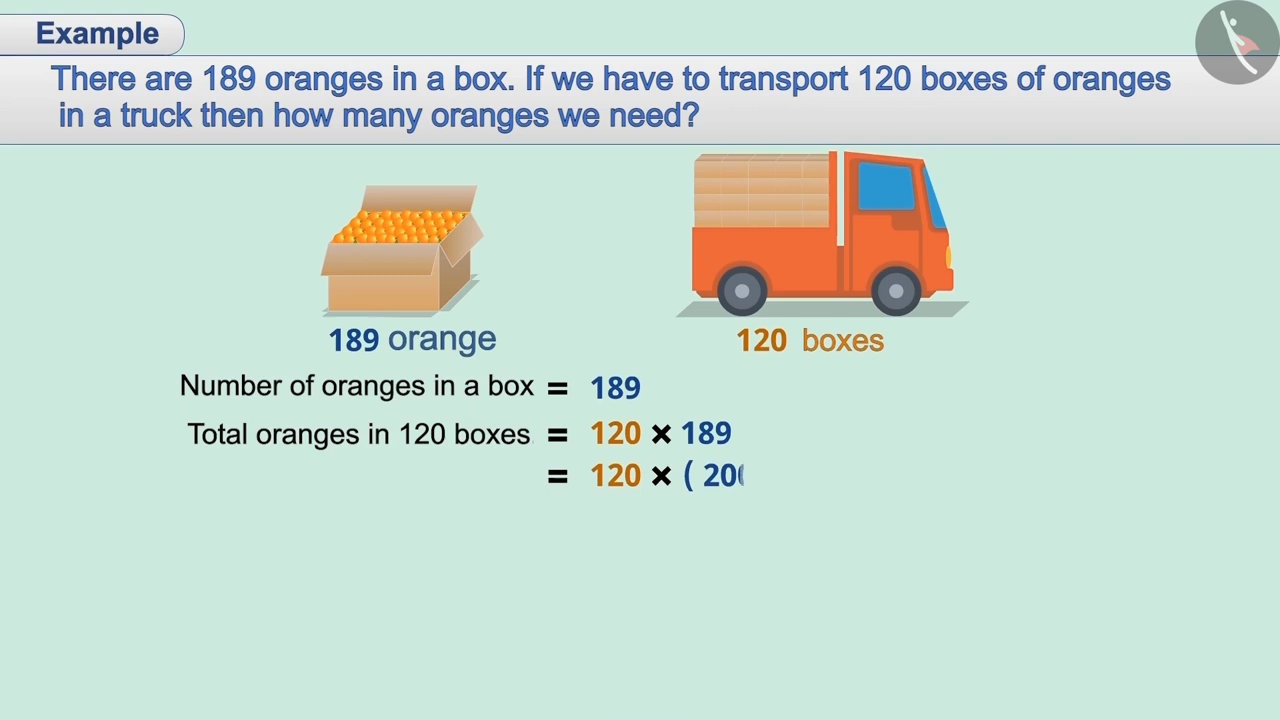 Example
There are 189 oranges in a box. If we have to transport 120 boxes of oranges
in a truck then how many oranges we need?
189 orange
120 boxes
Number of oranges in a box = 189
Total oranges in 120 boxes = 120 × 189
= 120 × ( 20